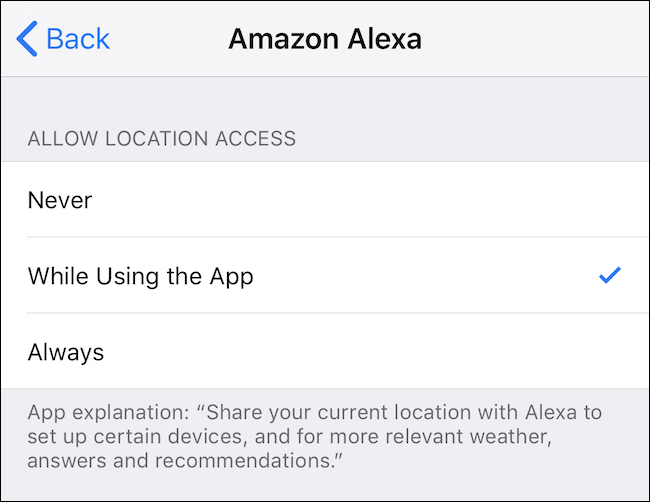 Back
Amazon Alexa
ALLOW LOCATION ACCESS
Never
While Using the App
Always
App explanation: “Share your current location with Alexa to
set up certain devices, and for more relevant weather,
answers and recommendations.”